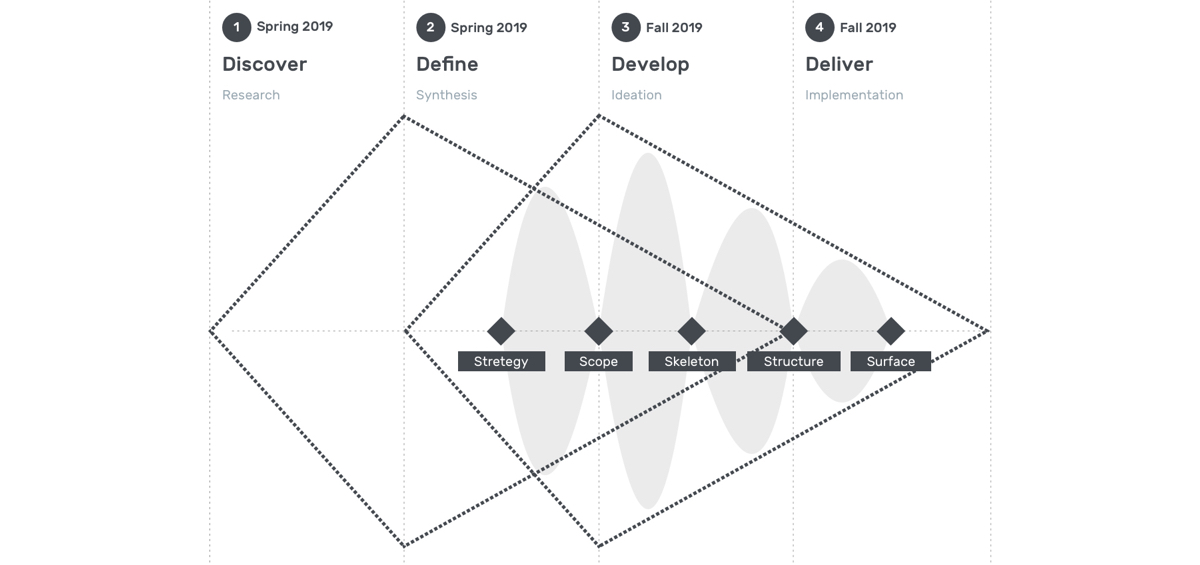 1 Spring 2019
Discover
Research
2 Spring 2019
Define
Synthesis
3 Fall 2019
Develop
Ideation
4 Fall 2019
Deliver
Implementation
Stretegy
Scope
Skeleton
Structure
Surface